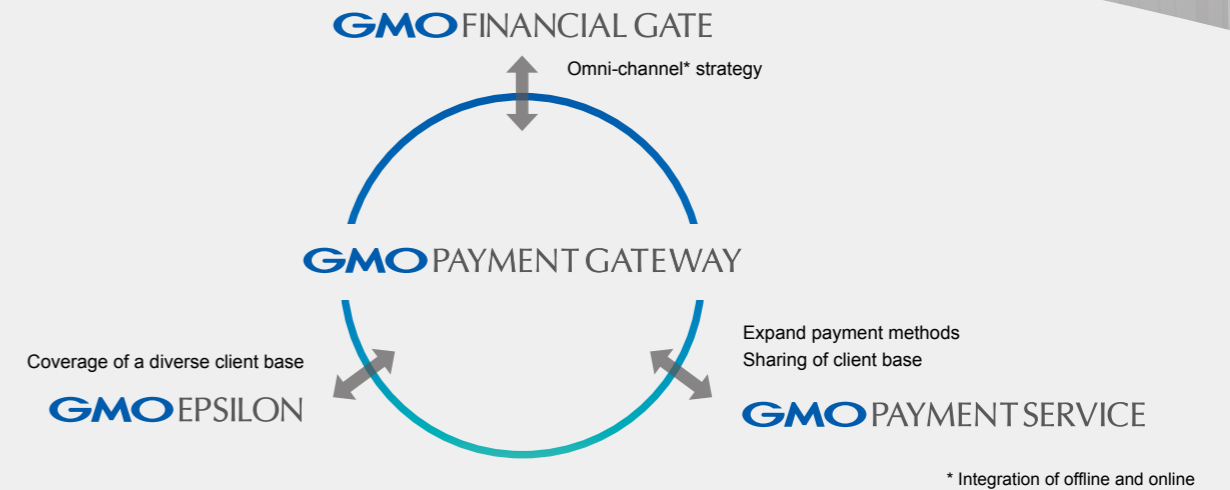 GMO FINANCIAL GATE
Omni-channel* strategy
GMO PAYMENT GATEWAY
Expand payment methods
Sharing of client base
Coverage of a diverse client base
GMO EPSILON
GMO PAYMENT SERVICE
* Integration of offline and online